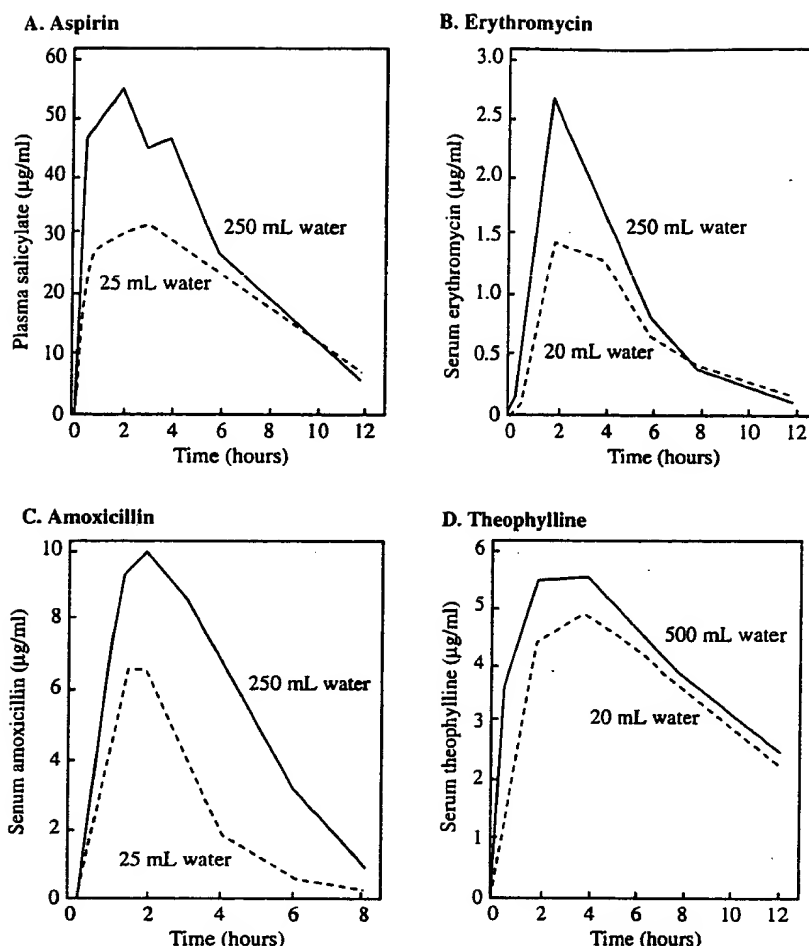 A. Aspirin
60
50
40
30
20
10
0
Plasma salicylate (µg/ml)
250 mL water
25 mL water
0 2 4 6 8 10 12
Time (hours)
B. Erythromycin
3.0
2.5
2.0
1.5
1.0
0.5
0
Serum erythromycin (µg/ml)
250 mL water
20 mL water
0 2 4 6 8 10 12
Time (hours)
C. Amoxicillin
10
8
6
4
2
0
Senum amoxicillin (µg/ml)
250 mL water
25 mL water
0 2 4 6 8
Time (hours)
D. Theophylline
6
5
4
3
2
1
0
Serum theophylline (µg/ml)
500 mL water
20 mL water
0 2 4 6 8 10 12
Time (hours)